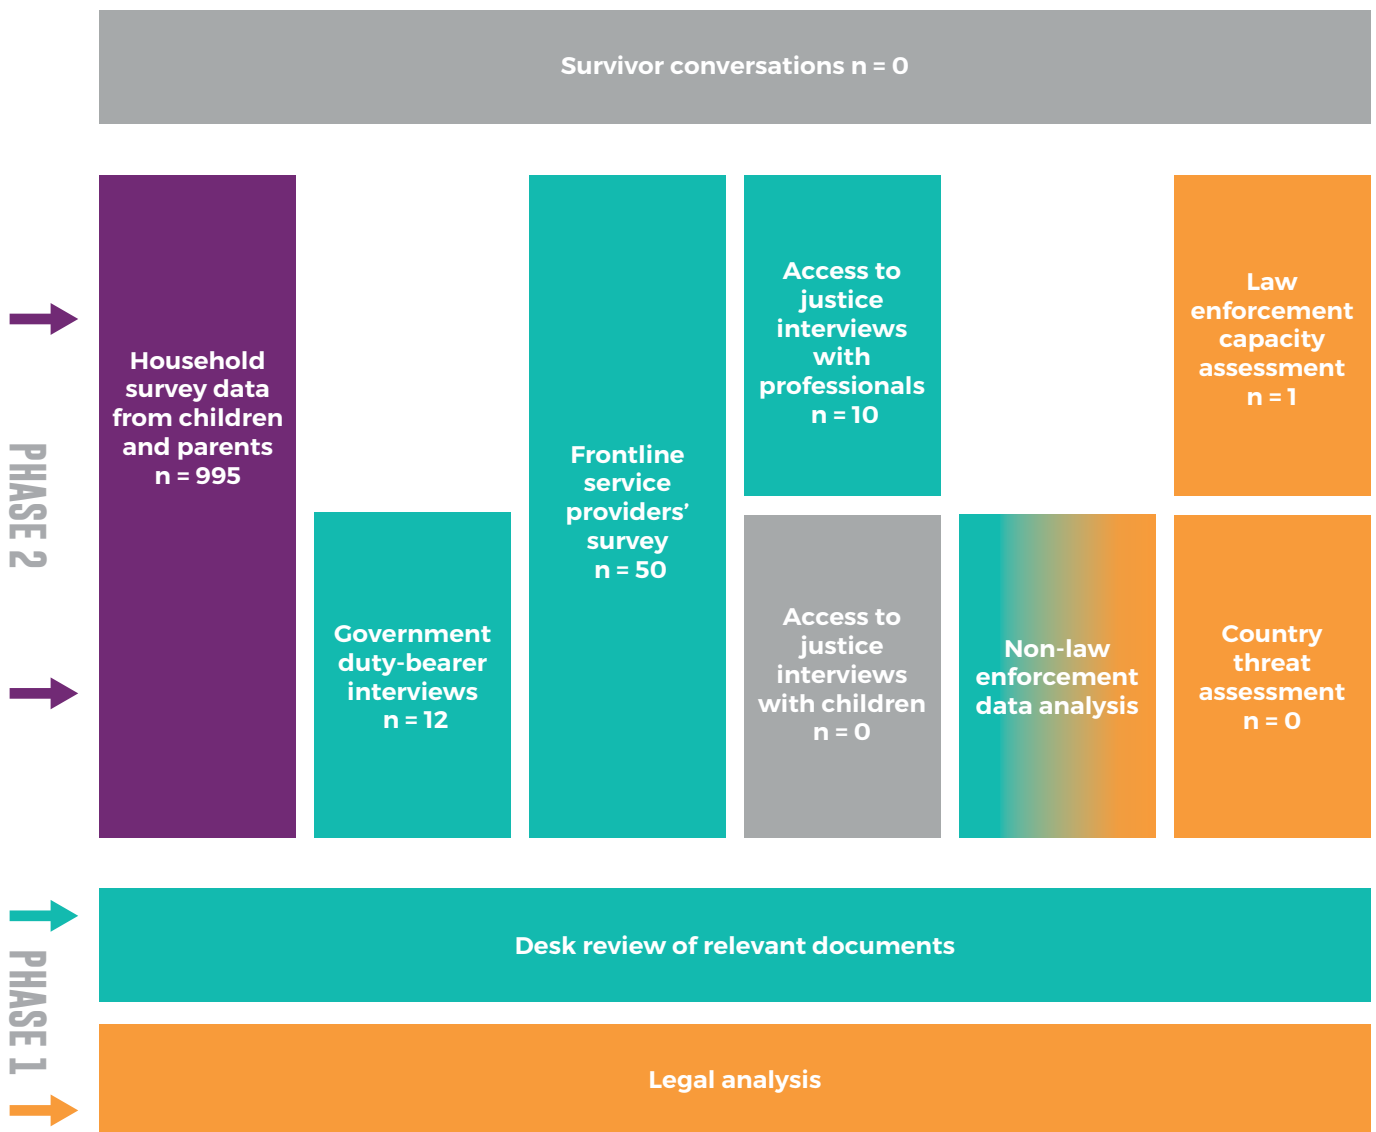 Survivor conversations n = 0
PHASE 2
Household
survey data
from children
and parents
n = 995
Government
duty-bearer
interviews
n = 12
Frontline
service
providers’
survey
n = 50
Access to
justice
interviews
with
professionals
n = 10
Access to
justice
interviews
with children
n = 0
Non-law
enforcement
data analysis
Law
enforcement
capacity
assessment
n = 1
Country
threat
assessment
n = 0
PHASE 1
Desk review of relevant documents
Legal analysis